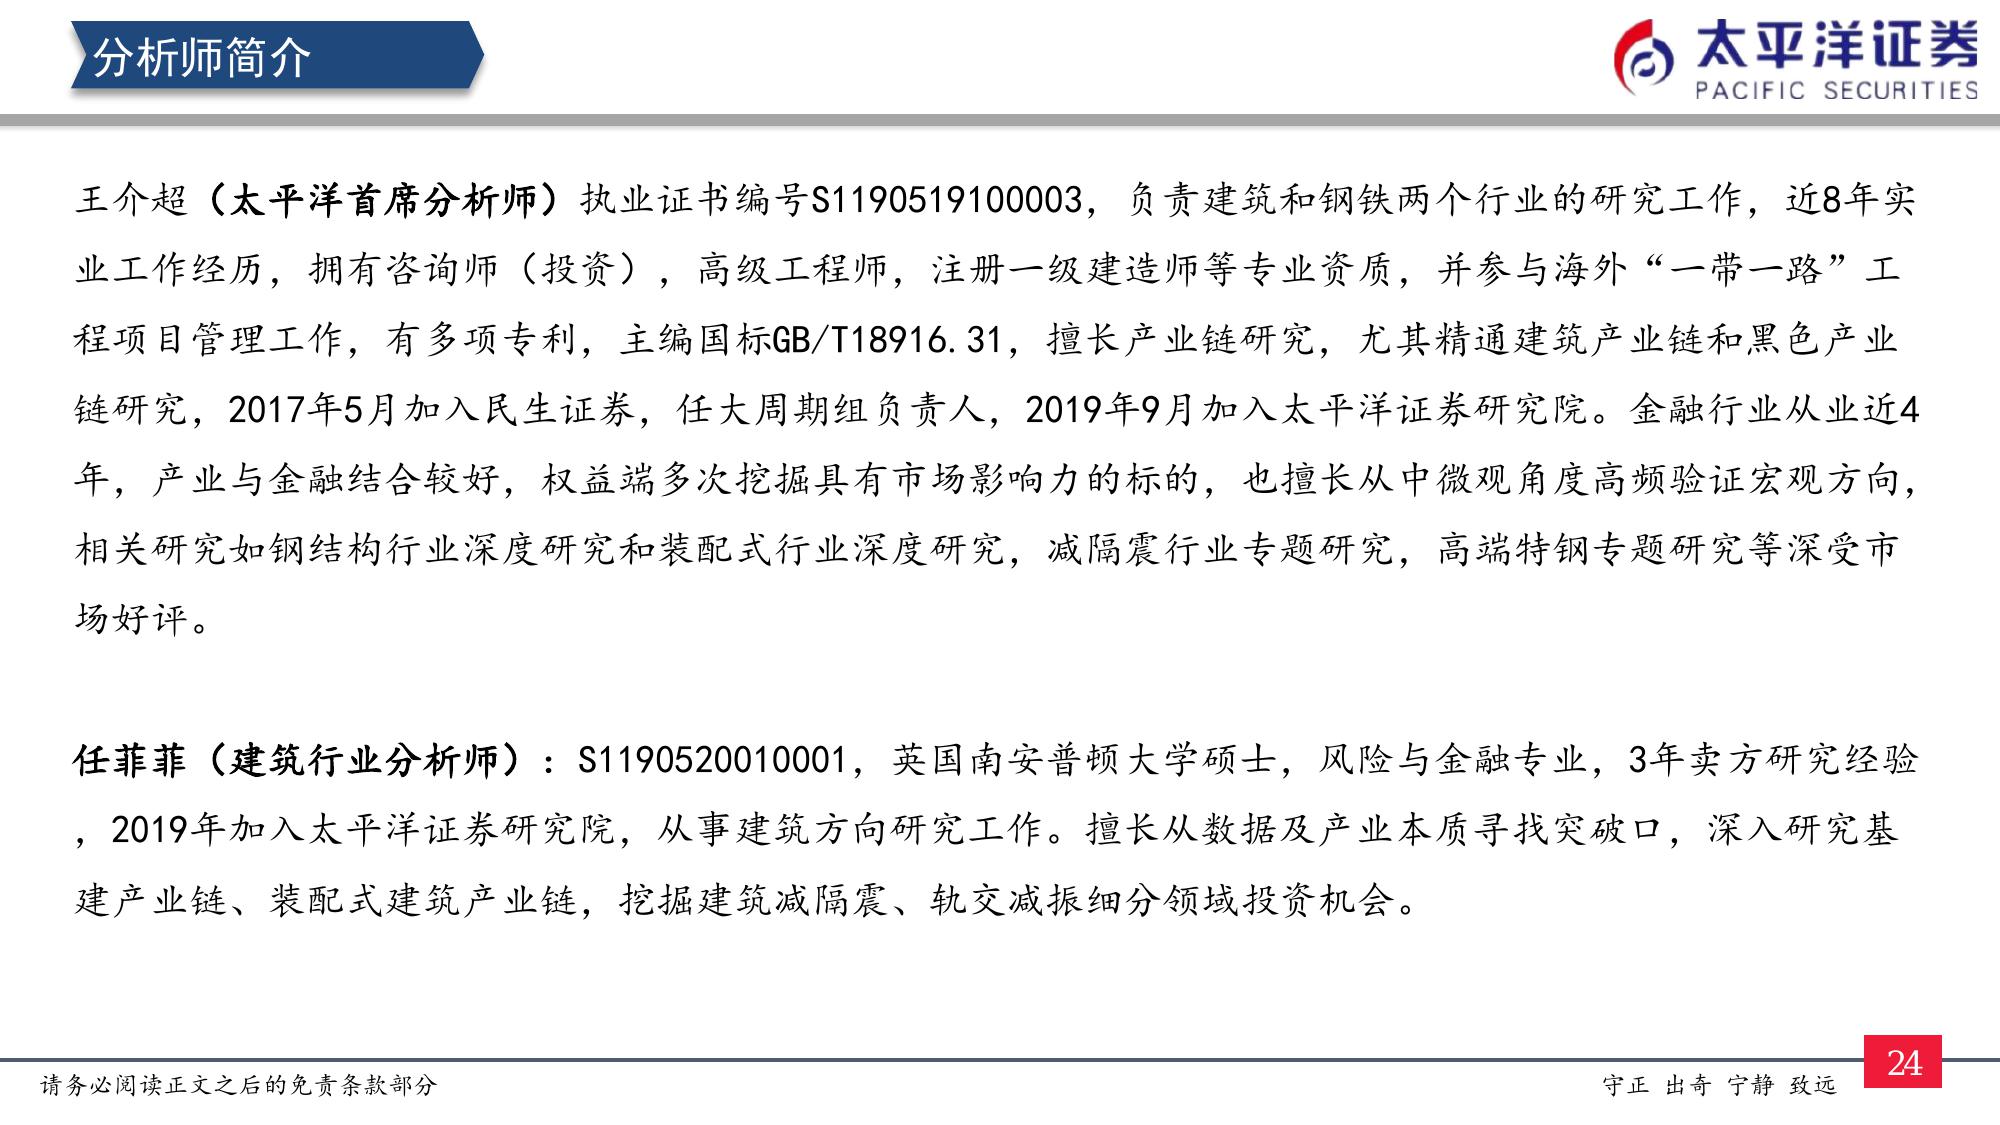 分析师简介
太平洋证券
PACIFIC SECURITIES
王介超（太平洋首席分析师）执业证书编号S1190519100003，负责建筑和钢铁两个行业的研究工作，近8年实
业工作经历，拥有咨询师（投资），高级工程师，注册一级建造师等专业资质，并参与海外“一带一路”工
程项目管理工作，有多项专利，主编国标GB/T18916.31，擅长产业链研究，尤其精通建筑产业链和黑色产业
链研究，2017年5月加入民生证券，任大周期组负责人，2019年9月加入太平洋证券研究院。金融行业从业近4
年，产业与金融结合较好，权益端多次挖掘具有市场影响力的标的，也擅长从中微观角度高频验证宏观方向，
相关研究如钢结构行业深度研究和装配式行业深度研究，减隔震行业专题研究，高端特钢专题研究等深受市
场好评。
任菲菲（建筑行业分析师）：S1190520010001，英国南安普顿大学硕士，风险与金融专业，3年卖方研究经验
，2019年加入太平洋证券研究院，从事建筑方向研究工作。擅长从数据及产业本质寻找突破口，深入研究基
建产业链、装配式建筑产业链，挖掘建筑减隔震、轨交减振细分领域投资机会。
请务必阅读正文之后的免责条款部分
守正 出奇 宁静 致远
24